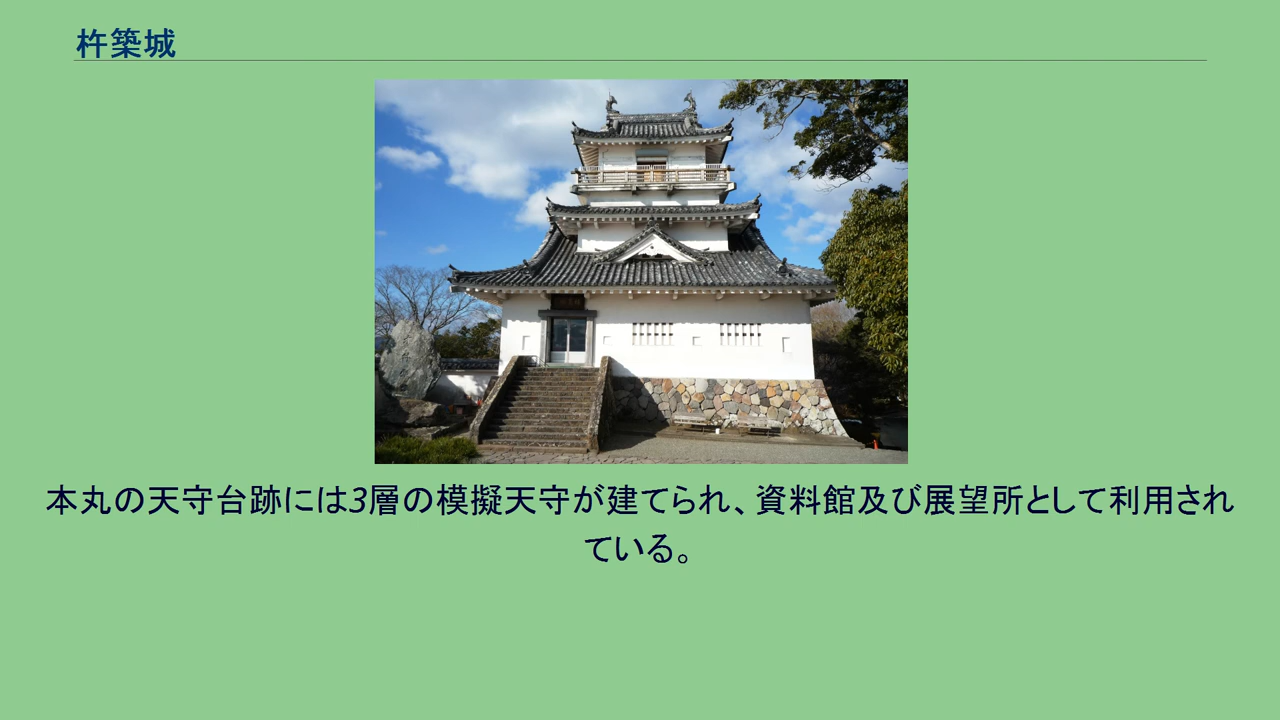 杵築城
本丸の天守台跡には3層の模擬天守が建てられ、資料館及び展望所として利用され
ている。